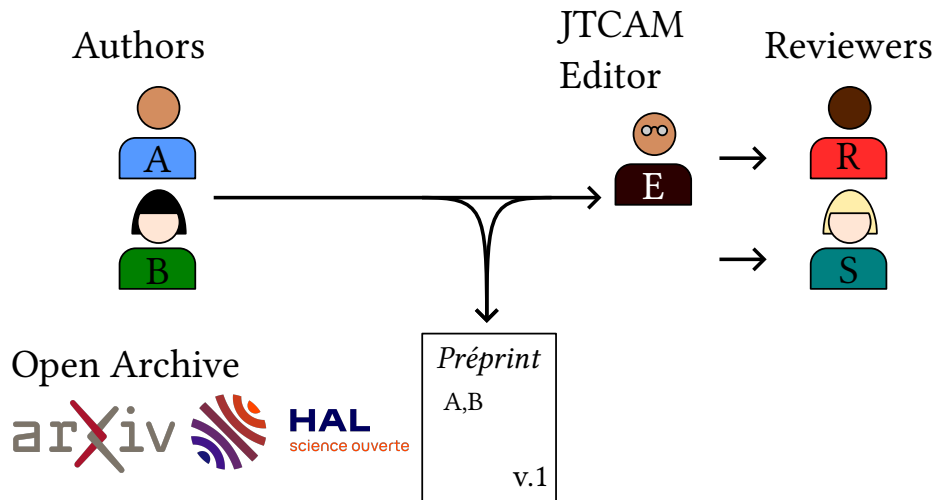 Authors
JTCAM
Editor
Reviewers
A
B
E
R
S
Open Archive
arXiv
HAL
science ouverte
Préprint
A,B
v.1